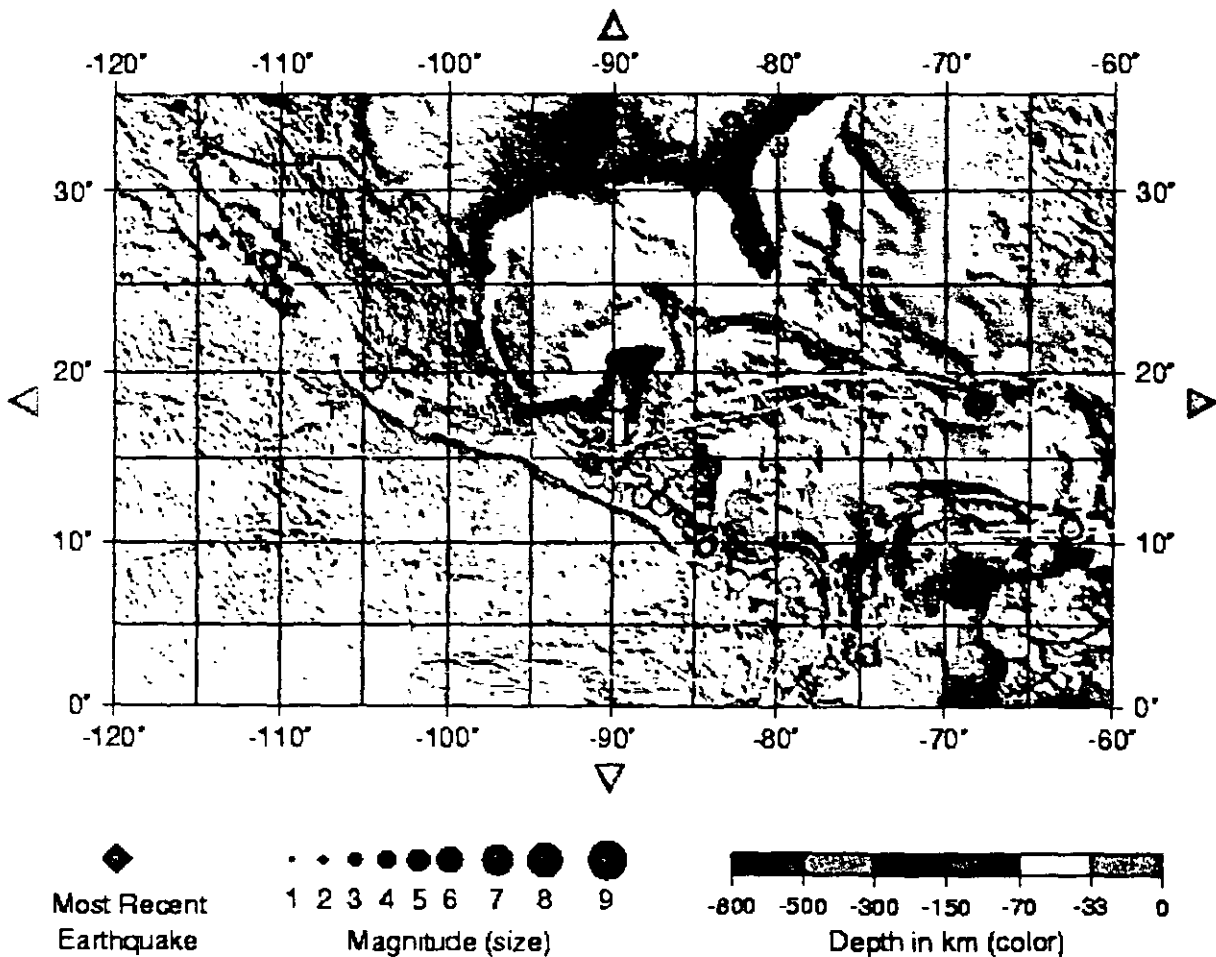 -120° -110° -100° -90° -80° -70° -60°
30° 30°
20° 20°
10° 10°
0° 0°
-120° -110° -100° -90° -80° -70° -60°
1 2 3 4 5 6 7 8 9
-800 -500 -300 -150 -70 -33 0
Most Recent
Earthquake
Magnitude (size)
Depth in km (color)